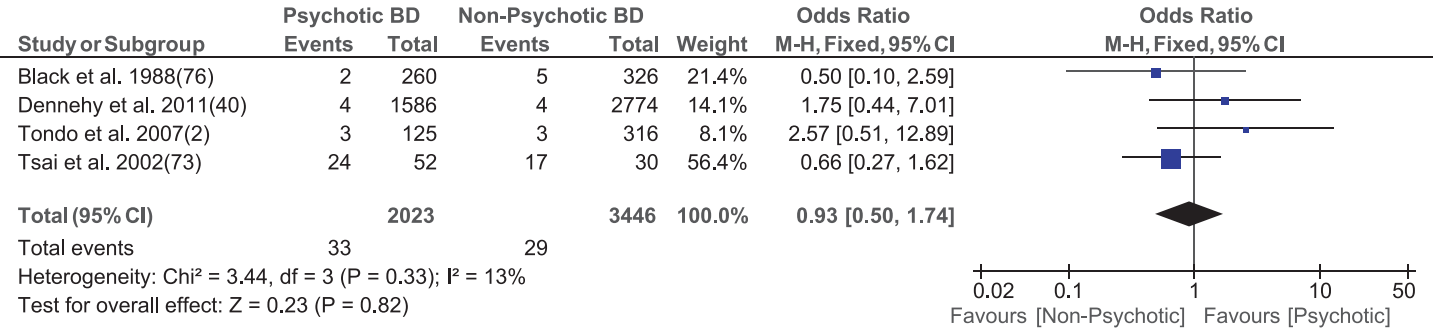 Psychotic BD Non-Psychotic BD Odds Ratio Odds Ratio
Study or Subgroup Events Total Events Total Weight M-H, Fixed, 95% CI M-H, Fixed, 95% CI
Black et al. 1988(76) 2 260 5 326 21.4% 0.50 [0.10, 2.59]
Dennehy et al. 2011(40) 4 1586 4 2774 14.1% 1.75 [0.44, 7.01]
Tondo et al. 2007(2) 3 125 3 316 8.1% 2.57 [0.51, 12.89]
Tsai et al. 2002(73) 24 52 17 30 56.4% 0.66 [0.27, 1.62]
Total (95% CI) 2023 3446 100.0% 0.93 [0.50, 1.74]
Total events 33 29
Heterogeneity: Chi² = 3.44, df = 3 (P = 0.33); I² = 13%
Test for overall effect: Z = 0.23 (P = 0.82)
0.02 0.1 1 10 50
Favours [Non-Psychotic] Favours [Psychotic]